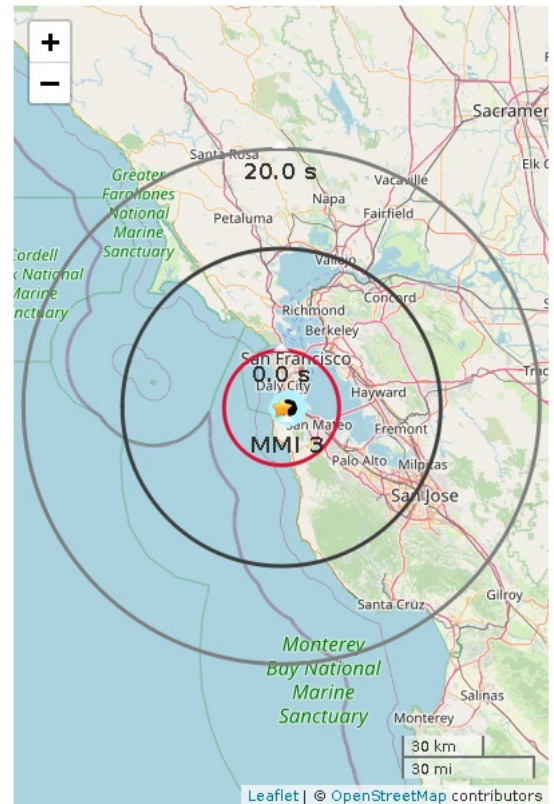 +
−
Sacramen
Santa Rosa
20.0 s
Greater
Farallones
National
Marine
Sanctuary
Vacaville
Elk G
Napa
Fairfield
Petaluma
Vallejo
Cordell
k National
Marine
nctuary
Concord
Richmond
Berkeley
San Francisco
0.0 s
Daly City
Hayward
Trac
San Mateo
Fremont
MMI 3
Palo Alto
Milpitas
San Jose
Santa Cruz
Gilroy
Monterey
Bay National
Marine
Sanctuary
Salinas
Monterey
30 km
30 mi
Leaflet | © OpenStreetMap contributors